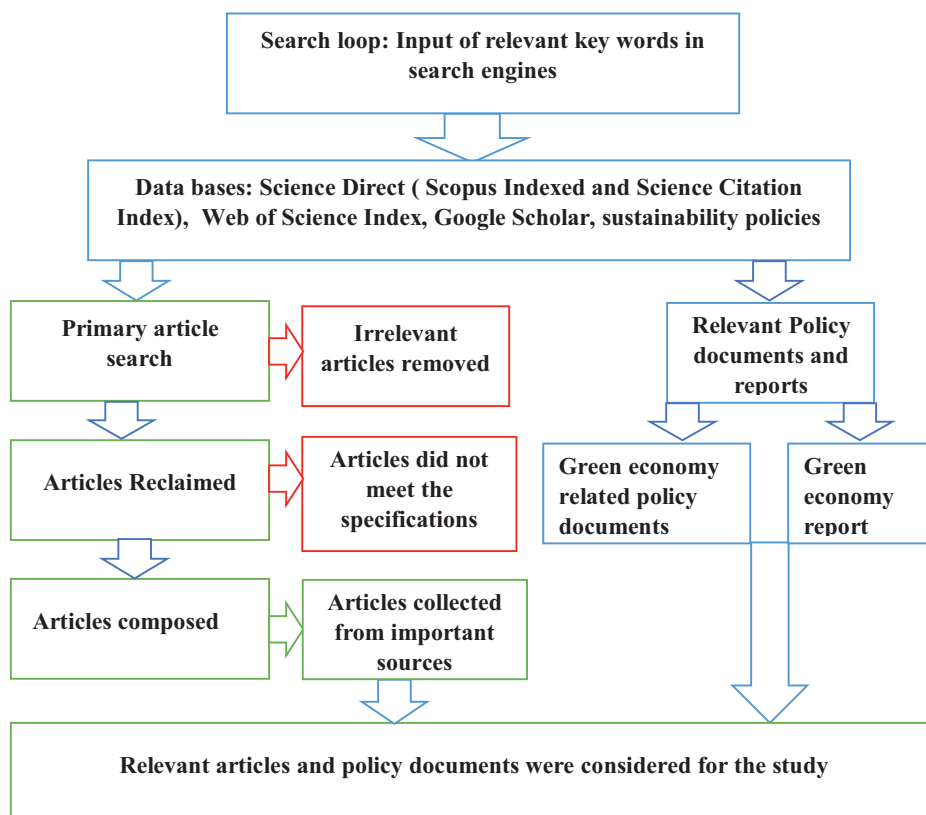 Search loop: Input of relevant key words in
search engines
Data bases: Science Direct ( Scopus Indexed and Science Citation
Index), Web of Science Index, Google Scholar, sustainability policies
Primary article
search
Irrelevant
articles removed
Relevant Policy
documents and
reports
Articles Reclaimed
Articles did not
meet the
specifications
Green economy
related policy
documents
Green
economy
report
Articles composed
Articles collected
from important
sources
Relevant articles and policy documents were considered for the study